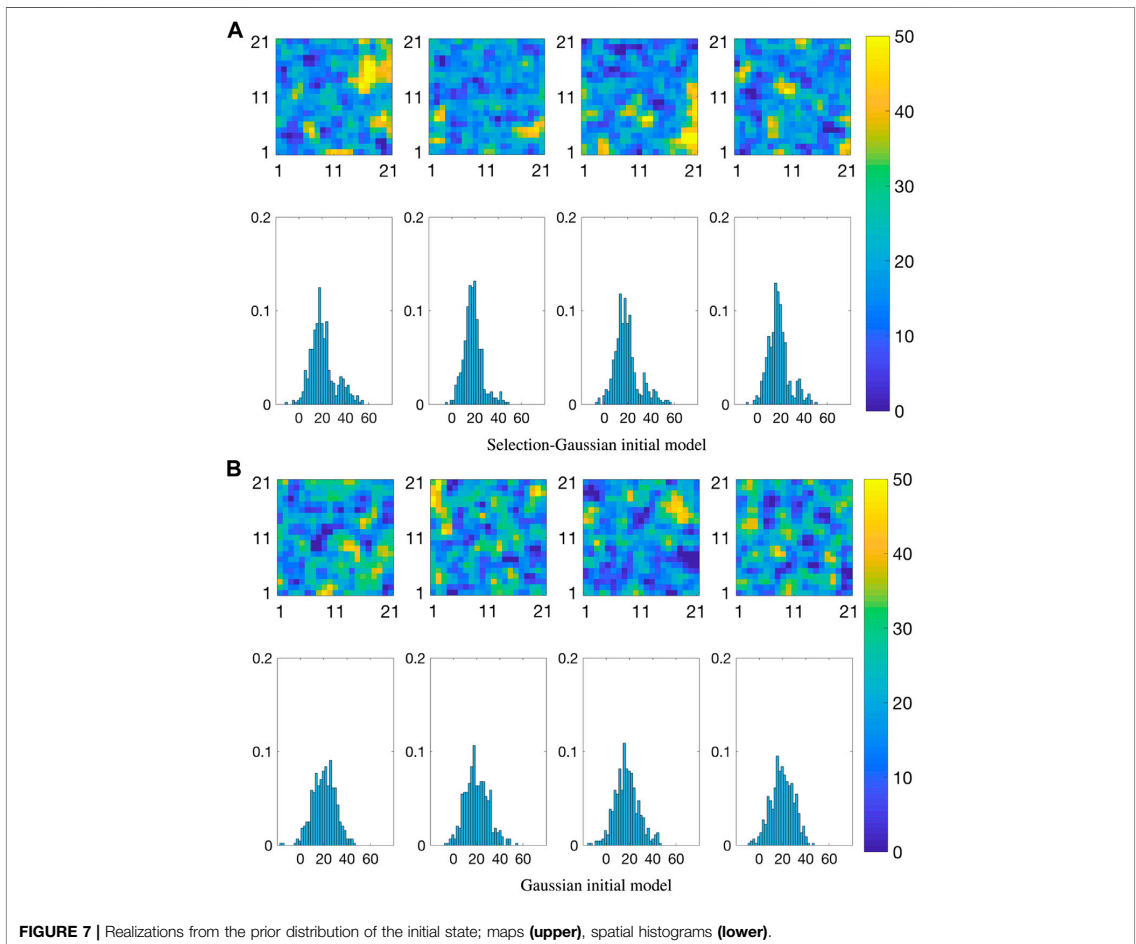 A
21 21 21 21 50
11 11 11 11 40
1 1 1 1 30
1 11 21 1 11 21 1 11 21 1 11 21
20
0.2 0.2 0.2 0.2
10
0.1 0.1 0.1 0.1
0
0 0 0 0
0 20 40 60 0 20 40 60 0 20 40 60 0 20 40 60
Selection-Gaussian initial model
B
21 21 21 21 50
11 11 11 11 40
1 1 1 1 30
1 11 21 1 11 21 1 11 21 1 11 21
20
0.2 0.2 0.2 0.2
10
0.1 0.1 0.1 0.1
0
0 0 0 0
0 20 40 60 0 20 40 60 0 20 40 60 0 20 40 60
Gaussian initial model
FIGURE 7 | Realizations from the prior distribution of the initial state; maps (upper), spatial histograms (lower).